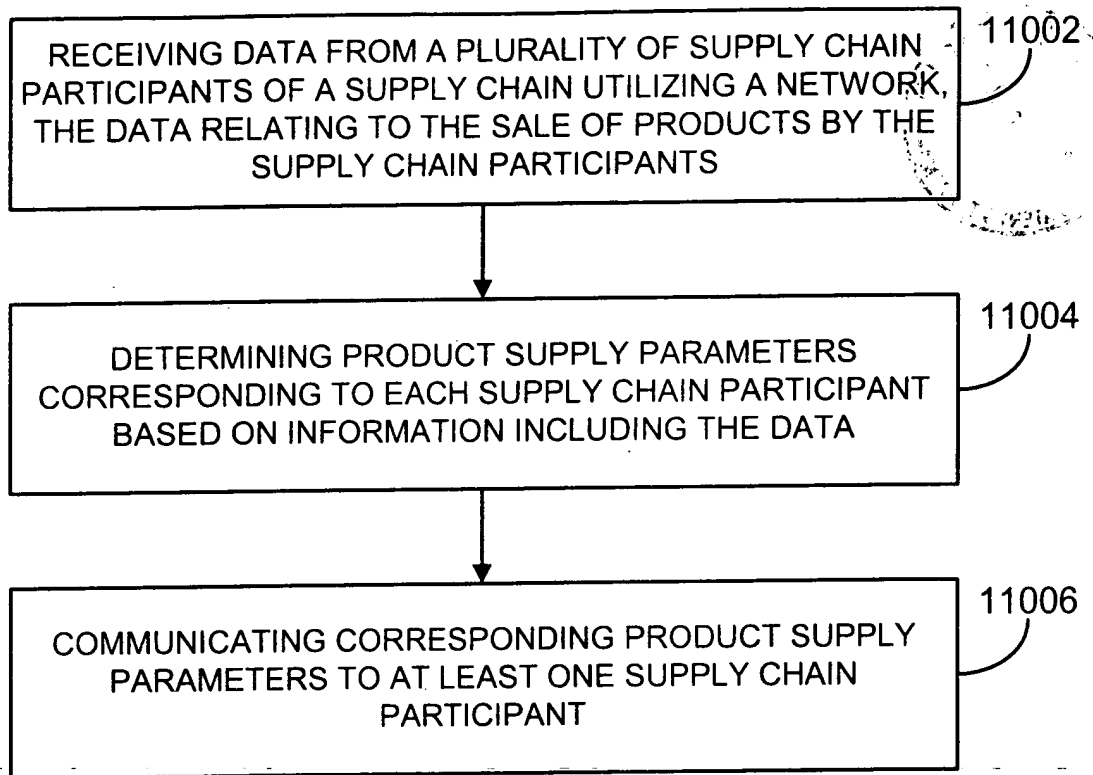 RECEIVING DATA FROM A PLURALITY OF SUPPLY CHAIN
PARTICIPANTS OF A SUPPLY CHAIN UTILIZING A NETWORK,
THE DATA RELATING TO THE SALE OF PRODUCTS BY THE
SUPPLY CHAIN PARTICIPANTS
11002
DETERMINING PRODUCT SUPPLY PARAMETERS
CORRESPONDING TO EACH SUPPLY CHAIN PARTICIPANT
BASED ON INFORMATION INCLUDING THE DATA
11004
COMMUNICATING CORRESPONDING PRODUCT SUPPLY
PARAMETERS TO AT LEAST ONE SUPPLY CHAIN
PARTICIPANT
11006